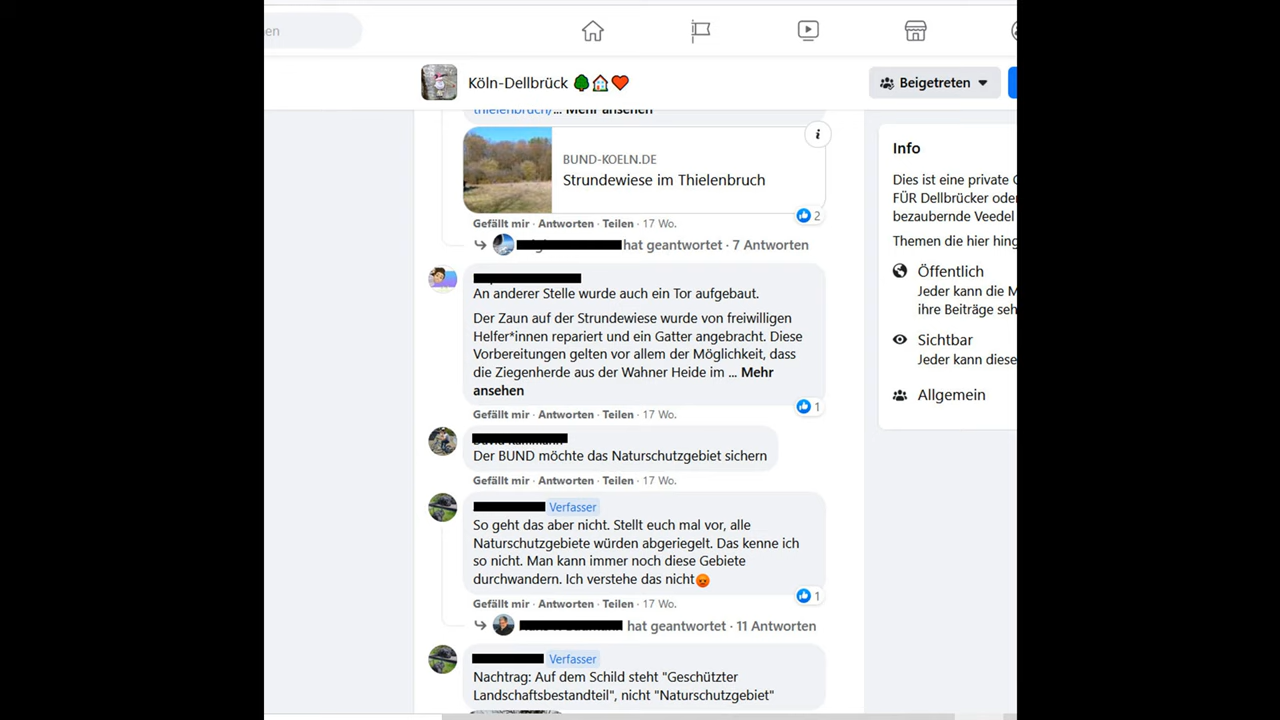 en
Köln-Dellbrück
Beigetreten
thielenbruch/... Mehr ansehen
BUND-KOELN.DE
Strundewiese im Thielenbruch
2
Gefällt mir · Antworten · Teilen · 17 Wo.
hat geantwortet · 7 Antworten
An anderer Stelle wurde auch ein Tor aufgebaut.
Der Zaun auf der Strundewiese wurde von freiwilligen
Helfer*innen repariert und ein Gatter angebracht. Diese
Vorbereitungen gelten vor allem der Möglichkeit, dass
die Ziegenherde aus der Wahner Heide im ... Mehr
ansehen
1
Gefällt mir · Antworten · Teilen · 17 Wo.
Der BUND möchte das Naturschutzgebiet sichern
Gefällt mir · Antworten · Teilen · 17 Wo.
Verfasser
So geht das aber nicht. Stellt euch mal vor, alle
Naturschutzgebiete würden abgeriegelt. Das kenne ich
so nicht. Man kann immer noch diese Gebiete
durchwandern. Ich verstehe das nicht
1
Gefällt mir · Antworten · Teilen · 17 Wo.
hat geantwortet · 11 Antworten
Verfasser
Nachtrag: Auf dem Schild steht "Geschützter
Landschaftsbestandteil", nicht "Naturschutzgebiet"
Info
Dies ist eine private G
FÜR Dellbrücker oder
bezaubernde Veedel
Themen die hier hing
Öffentlich
Jeder kann die M
ihre Beiträge seh
Sichtbar
Jeder kann diese
Allgemein